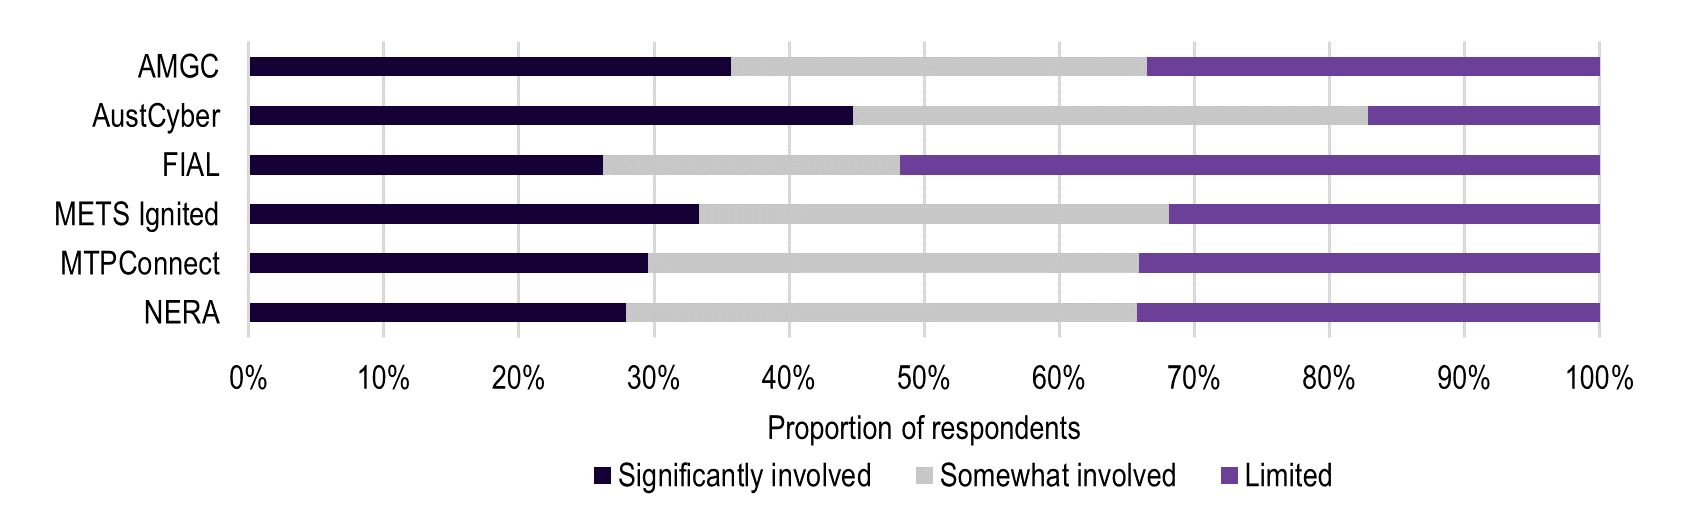 AMGC
AustCyber
FIAL
METS Ignited
MTPConnect
NERA
0% 10% 20% 30% 40% 50% 60% 70% 80% 90% 100%
Proportion of respondents
Significantly involved Somewhat involved Limited